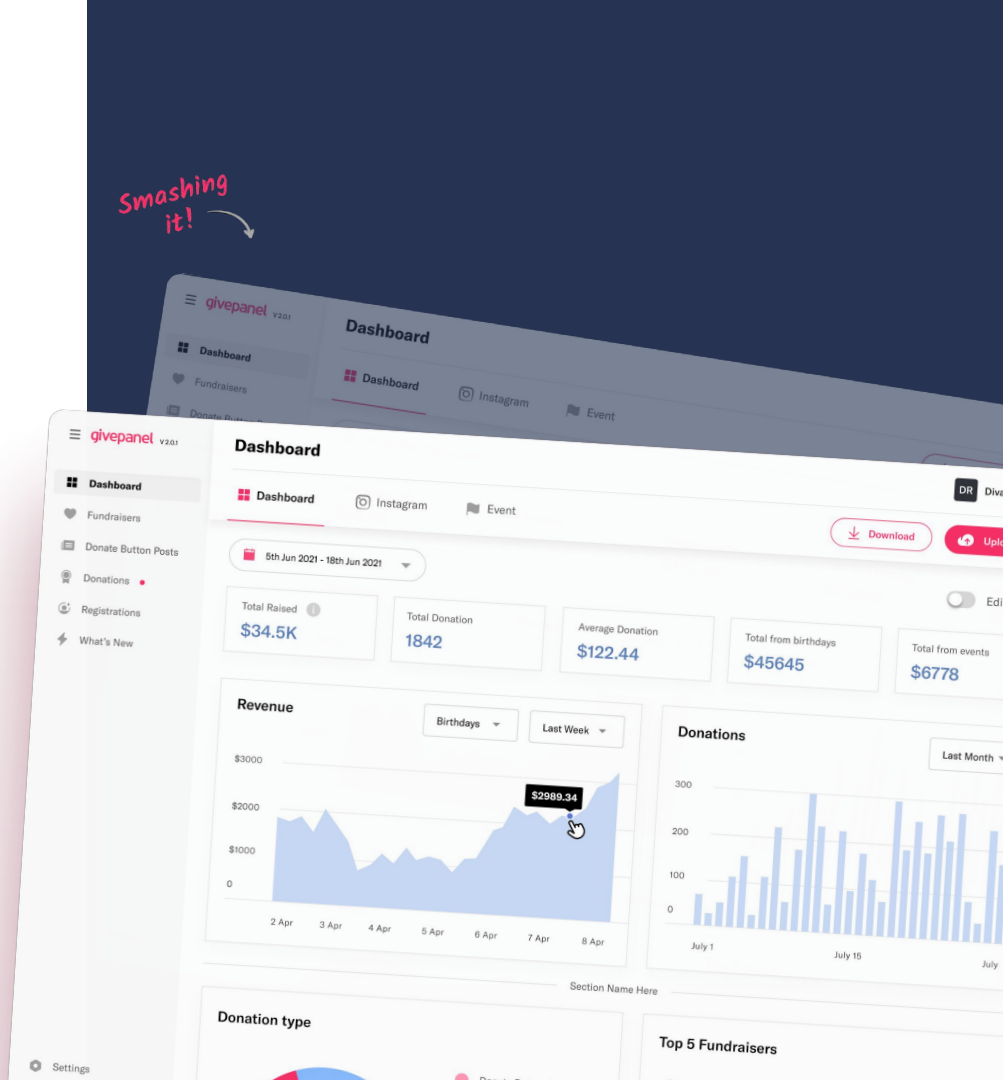 Smashing
it!
givepanel V 2.0.1
Dashboard
Dashboard
Fundraisers
Dashboard
Instagram
Event
givepanel V 2.0.1
Dashboard
Fundraisers
Donate Button Posts
Donations
Registrations
What's New
Settings
Dashboard
DR
Dashboard
Instagram
Event
Download
5th Jun 2021 - 18th Jun 2021
Total Raised
$34.5K
Total Donation
1842
Average Donation
$122.44
Total from birthdays
$45645
Total from events
$6778
Revenue
Birthdays
Last Week
$3000
$2000
$1000
0
$2989.34
2 Apr 3 Apr 4 Apr 5 Apr 6 Apr 7 Apr 8 Apr
Donations
Last Month
300
200
100
0
July 1 July 15 July
Section Name Here
Donation type
Top 5 Fundraisers